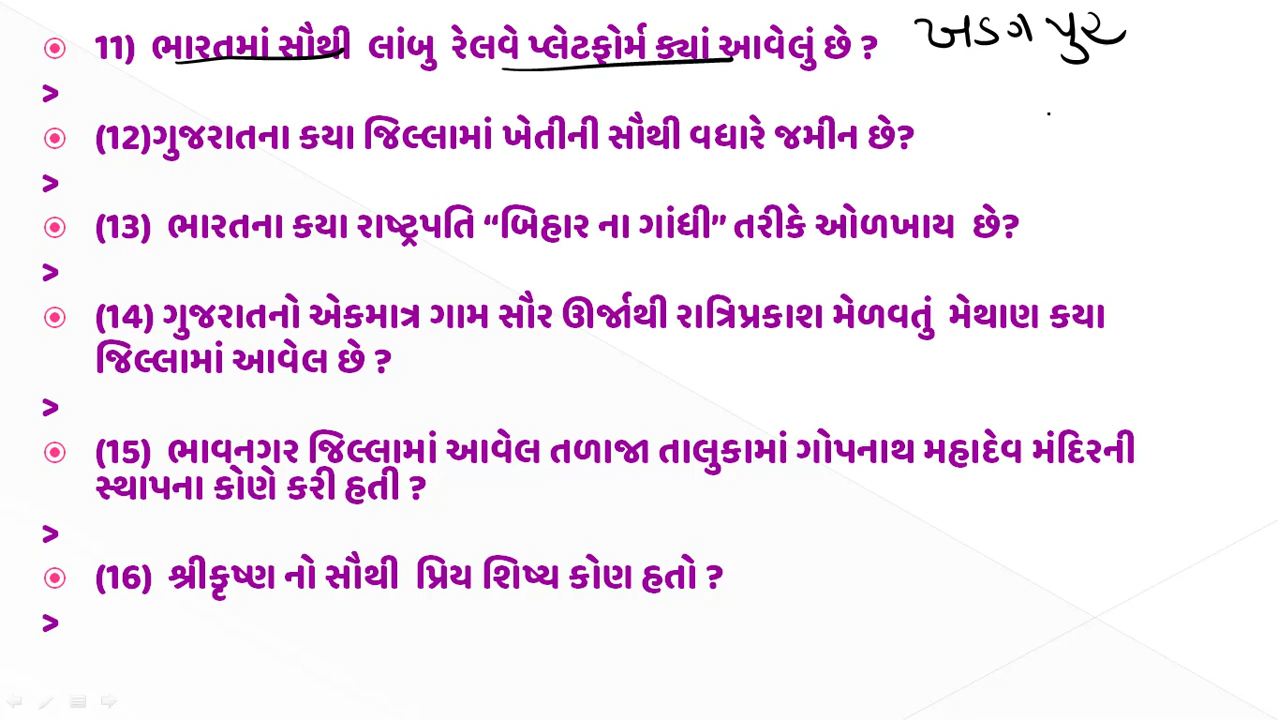 11) ભારતમાં સૌથી લાંબુ રેલવે પ્લેટફોર્મ ક્યાં આવેલું છે ? ખડગપુર
>
(12)ગુજરાતના કયા જિલ્લામાં ખેતીની સૌથી વધારે જમીન છે?
>
(13) ભારતના કયા રાષ્ટ્રપતિ “બિહાર ના ગાંધી” તરીકે ઓળખાય છે?
>
(14) ગુજરાતનો એકમાત્ર ગામ સૌર ઊર્જાથી રાત્રિપ્રકાશ મેળવતું મેથાણ કયા
જિલ્લામાં આવેલ છે ?
>
(15) ભાવનગર જિલ્લામાં આવેલ તળાજા તાલુકામાં ગોપનાથ મહાદેવ મંદિરની
સ્થાપના કોણે કરી હતી ?
>
(16) શ્રીકૃષ્ણ નો સૌથી પ્રિય શિષ્ય કોણ હતો ?
>